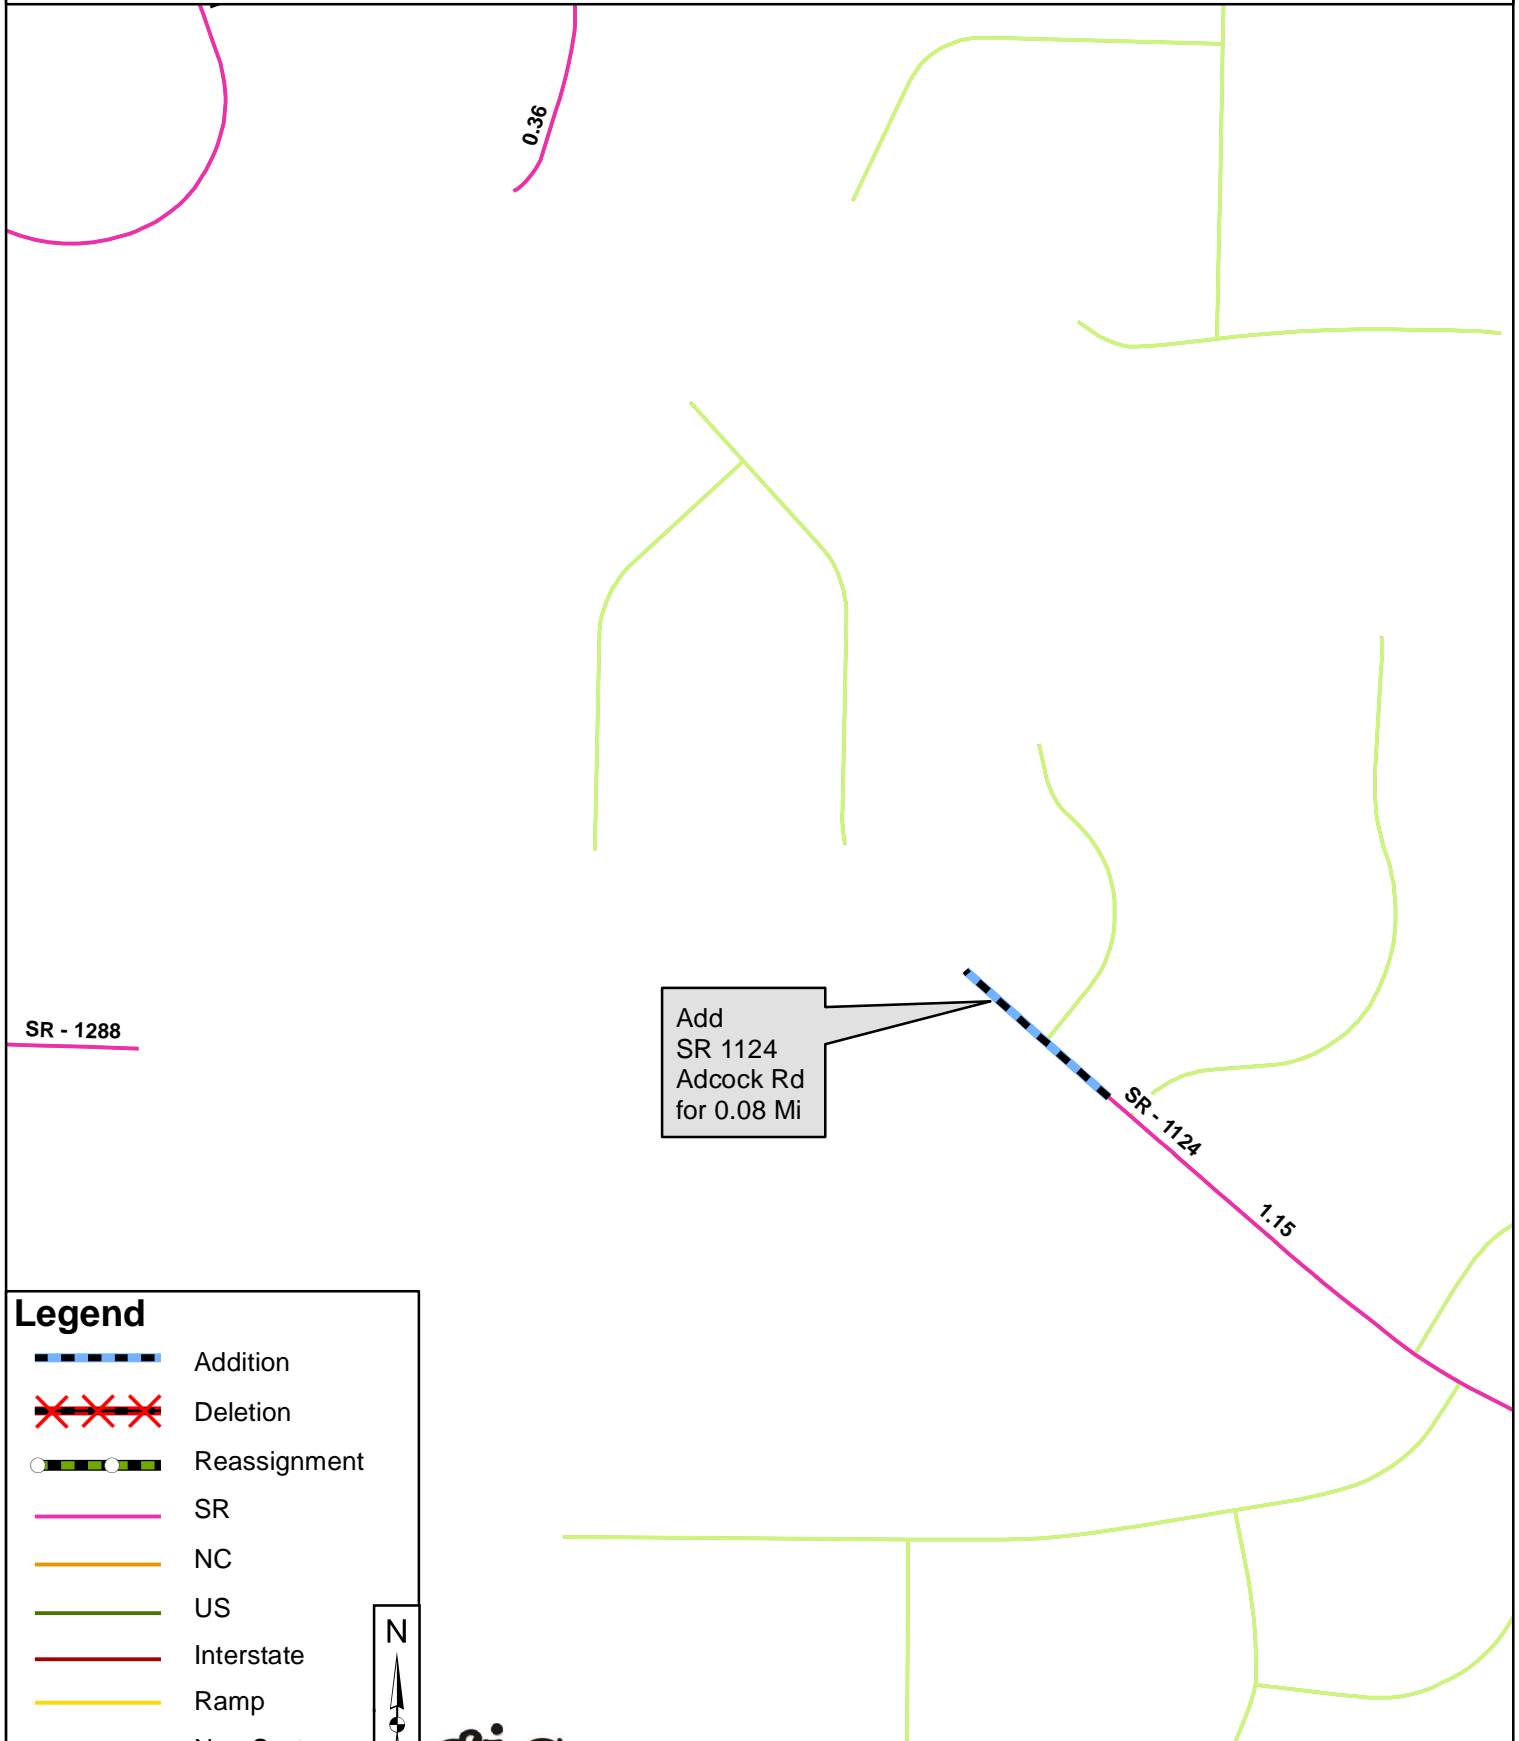 0.36
SR - 1288
Add
SR 1124
Adcock Rd
for 0.08 Mi
SR - 1124
1.15
Legend
Addition
Deletion
Reassignment
SR
NC
US
Interstate
Ramp
N